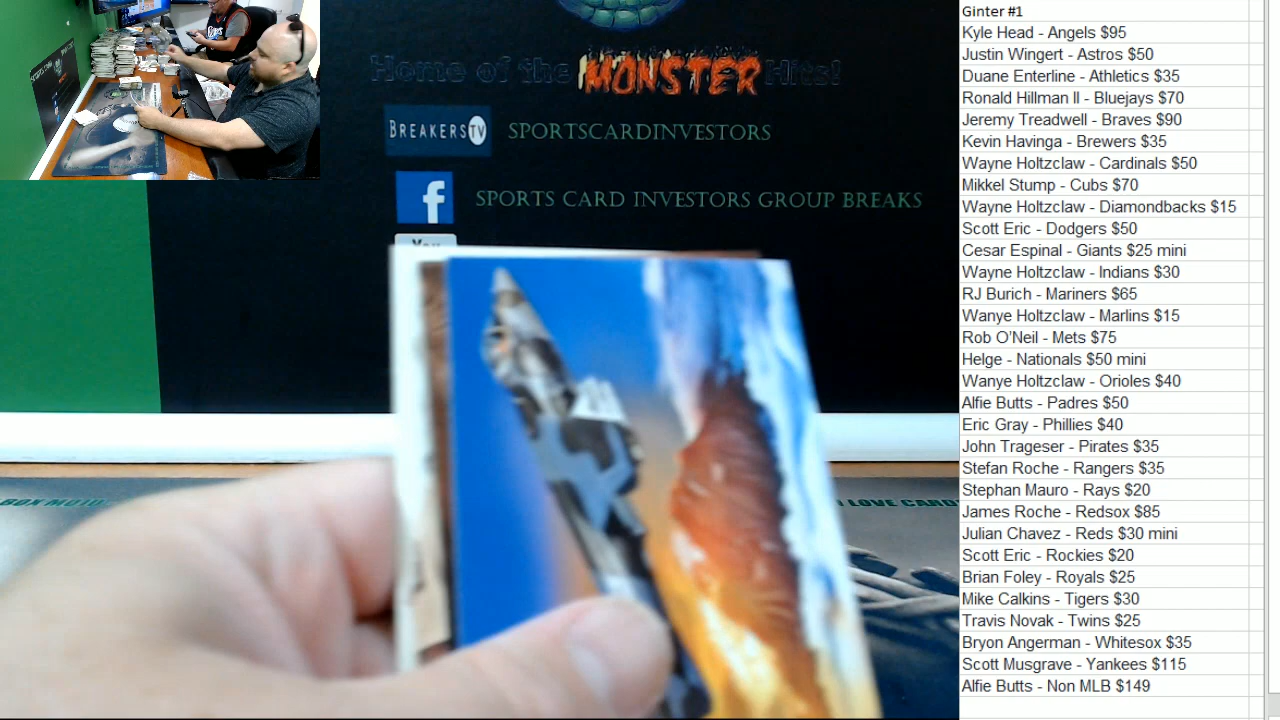 Home of the MONSTER Hits!
BREAKERSTV SPORTSCARDINVESTORS
f SPORTS CARD INVESTORS GROUP BREAKS
You
BOX MOJO
I LOVE CARD
Ginter #1
Kyle Head - Angels $95
Justin Wingert - Astros $50
Duane Enterline - Athletics $35
Ronald Hillman ll - Bluejays $70
Jeremy Treadwell - Braves $90
Kevin Havinga - Brewers $35
Wayne Holtzclaw - Cardinals $50
Mikkel Stump - Cubs $70
Wayne Holtzclaw - Diamondbacks $15
Scott Eric - Dodgers $50
Cesar Espinal - Giants $25 mini
Wayne Holtzclaw - Indians $30
RJ Burich - Mariners $65
Wanye Holtzclaw - Marlins $15
Rob O'Neil - Mets $75
Helge - Nationals $50 mini
Wanye Holtzclaw - Orioles $40
Alfie Butts - Padres $50
Eric Gray - Phillies $40
John Trageser - Pirates $35
Stefan Roche - Rangers $35
Stephan Mauro - Rays $20
James Roche - Redsox $85
Julian Chavez - Reds $30 mini
Scott Eric - Rockies $20
Brian Foley - Royals $25
Mike Calkins - Tigers $30
Travis Novak - Twins $25
Bryon Angerman - Whitesox $35
Scott Musgrave - Yankees $115
Alfie Butts - Non MLB $149